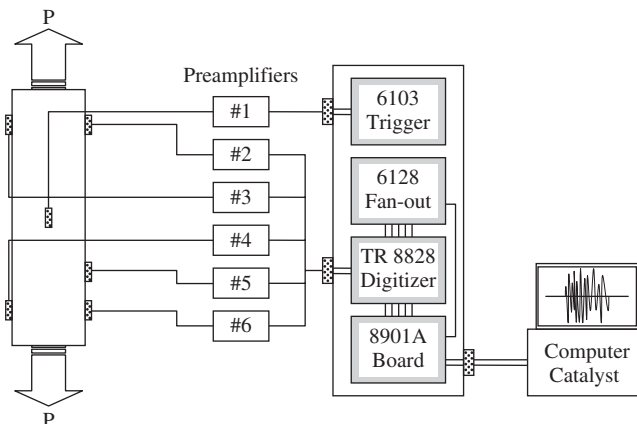 P
Preamplifiers
#1
#2
#3
#4
#5
#6
6103
Trigger
6128
Fan-out
TR 8828
Digitizer
8901A
Board
Computer
Catalyst
P